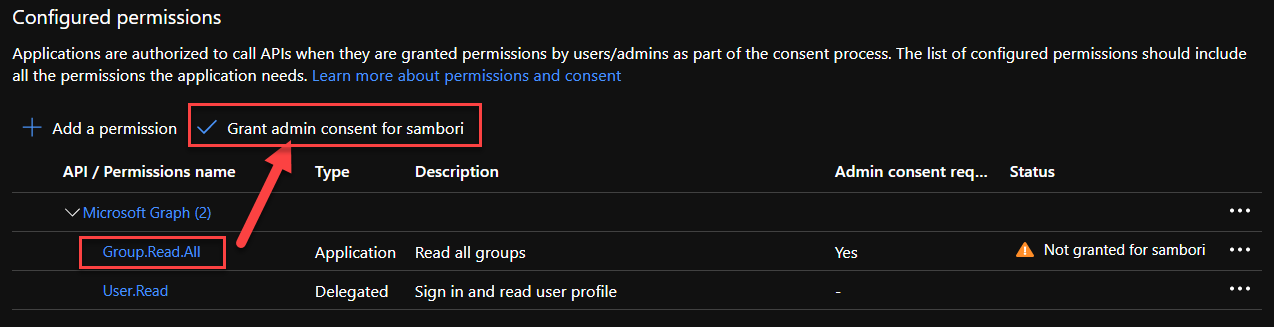 Configured permissions
Applications are authorized to call APIs when they are granted permissions by users/admins as part of the consent process. The list of configured permissions should include
all the permissions the application needs. Learn more about permissions and consent
Add a permission Grant admin consent for sambori
API / Permissions name Type Description Admin consent req... Status
Microsoft Graph (2)
Group.Read.All Application Read all groups Yes Not granted for sambori
User.Read Delegated Sign in and read user profile -